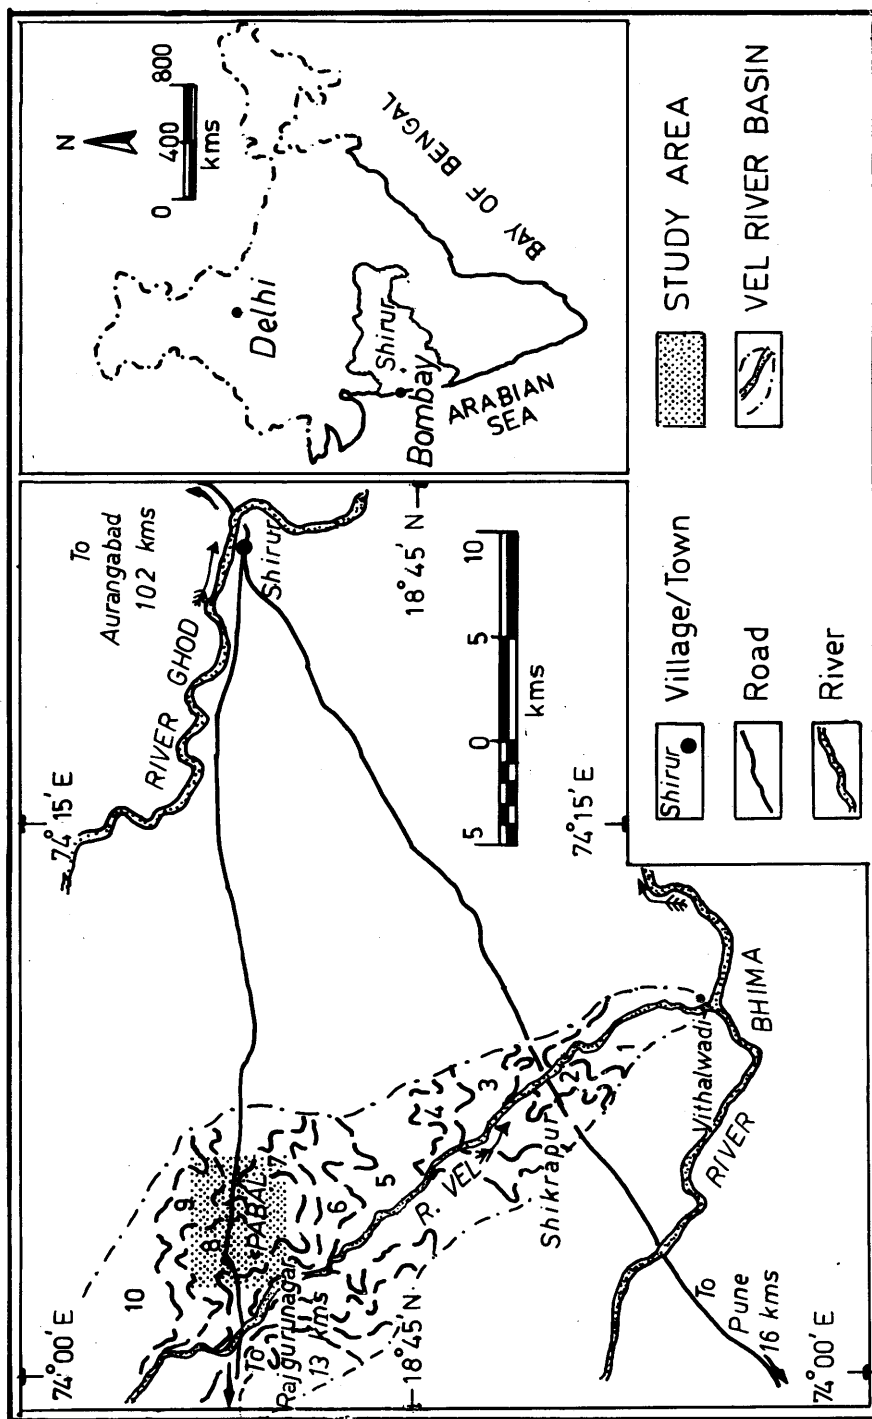 To
Aurangabad
102 kms
RIVER GHOD
Shirur
74° 00' E
74° 15' E
18° 45' N
10
9
8
7
PABAL
To
Rajgurunagar
13 kms
6
5
4
3
2
1
R. VEL
Shikrapur
Vithalwadi
RIVER BHIMA
To
Pune
16 kms
18° 45' N
74° 00' E
74° 15' E
5 0 5 10
kms
N
0 400 800
kms
Delhi
Shirur
Bombay
ARABIAN
SEA
BAY OF BENGAL
Shirur Village/Town
Road
River
STUDY AREA
VEL RIVER BASIN